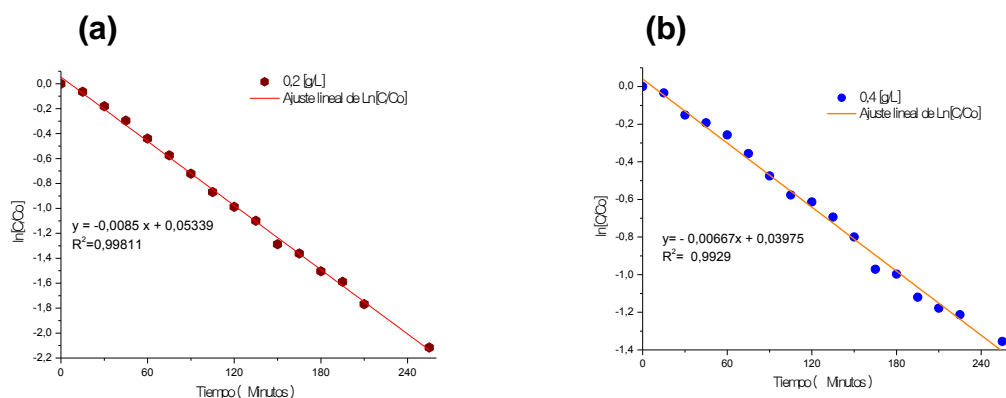 (a)
0,2 [g/L]
Ajuste lineal de Ln[C/Co]
0,0
-0,2
-0,4
-0,6
-0,8
-1,0
-1,2
-1,4
-1,6
-1,8
-2,0
-2,2
ln[C/Co]
y = -0,0085 x + 0,05339
R²=0,99811
0 60 120 180 240
Tiempo ( Minutos)
(b)
0,4 [g/L]
Ajuste lineal de Ln[C/Co]
0,0
-0,2
-0,4
-0,6
-0,8
-1,0
-1,2
-1,4
ln[C/Co]
y= - 0,00667x + 0,03975
R²= 0,9929
0 60 120 180 240
Tiempo ( Minutos)